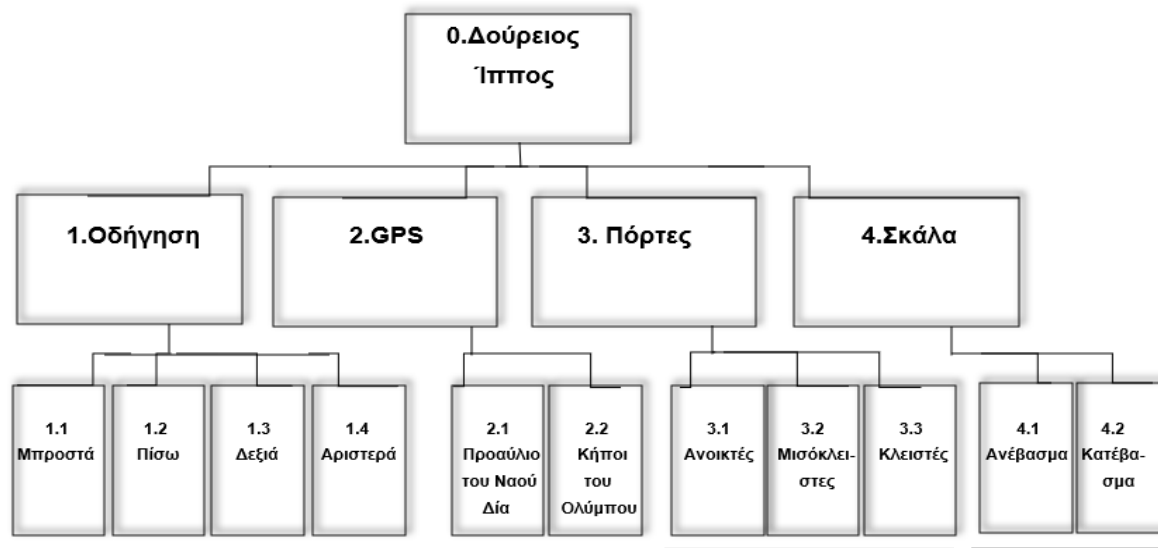 0.Δούρειος
Ίππος
1.Οδήγηση
2.GPS
3. Πόρτες
4.Σκάλα
1.1
Μπροστά
1.2
Πίσω
1.3
Δεξιά
1.4
Αριστερά
2.1
Προαύλιο
του Ναού
Δία
2.2
Κήποι
του
Ολύμπου
3.1
Ανοικτές
3.2
Μισόκλει-
στες
3.3
Κλειστές
4.1
Ανέβασμα
4.2
Κατέβα-
σμα